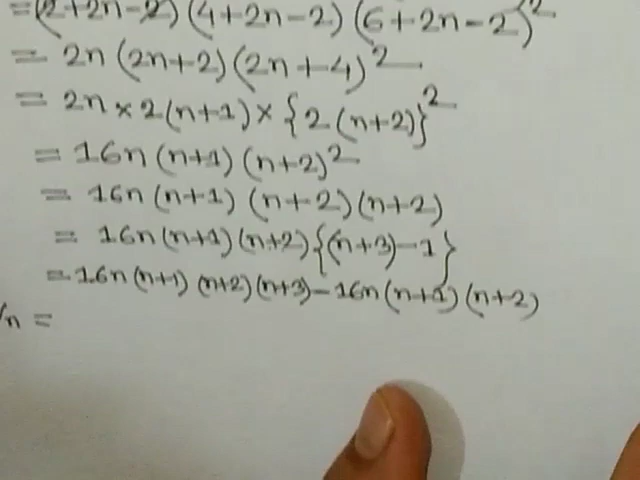 =(2+2n-2)(4+2n-2)(6+2n-2)²
= 2n(2n+2)(2n+4)²
= 2n×2(n+1)×{2(n+2)}²
= 16n(n+1)(n+2)²
= 16n(n+1)(n+2)(n+2)
= 16n(n+1)(n+2){(n+3)-1}
= 16n(n+1)(n+2)(n+3)-16n(n+1)(n+2)
n =